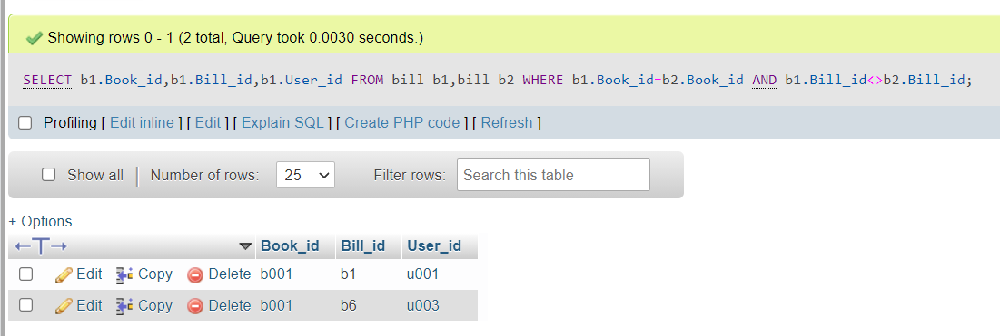 Showing rows 0 - 1 (2 total, Query took 0.0030 seconds.)
SELECT b1.Book_id,b1.Bill_id,b1.User_id FROM bill b1,bill b2 WHERE b1.Book_id=b2.Book_id AND b1.Bill_id<>b2.Bill_id;
Profiling [ Edit inline ] [ Edit ] [ Explain SQL ] [ Create PHP code ] [ Refresh ]
Show all Number of rows: 25 Filter rows: Search this table
+ Options
Book_id Bill_id User_id
Edit Copy Delete b001 b1 u001
Edit Copy Delete b001 b6 u003